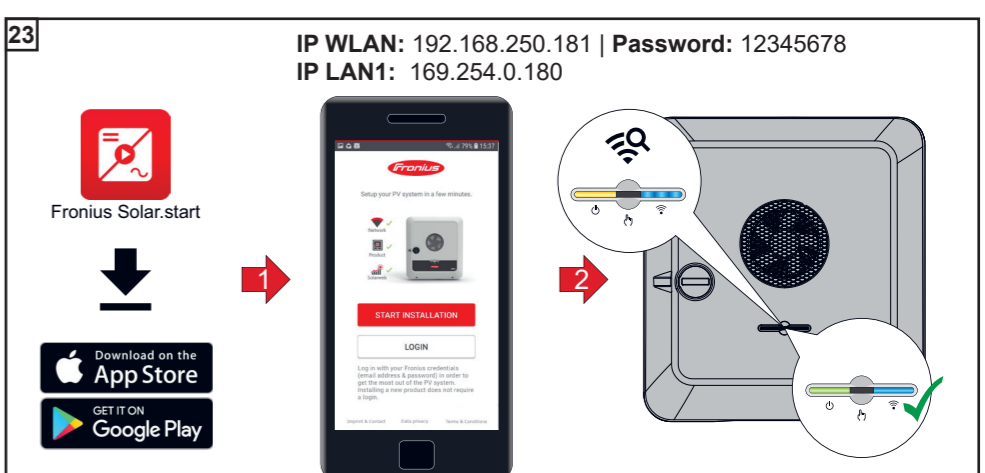 23
IP WLAN: 192.168.250.181 | Password: 12345678
IP LAN1: 169.254.0.180
Fronius Solar.start
Download on the
App Store
GET IT ON
Google Play
1
79% 15:37
Fronius
Setup your PV system in a few minutes.
Network
Product
Solarweb
START INSTALLATION
LOGIN
Log in with your Fronius credentials
(email address & password) in order to
get the most out of the PV system.
Installing a new product does not require
a login.
Imprint & Contact Data privacy Terms & Conditions
2